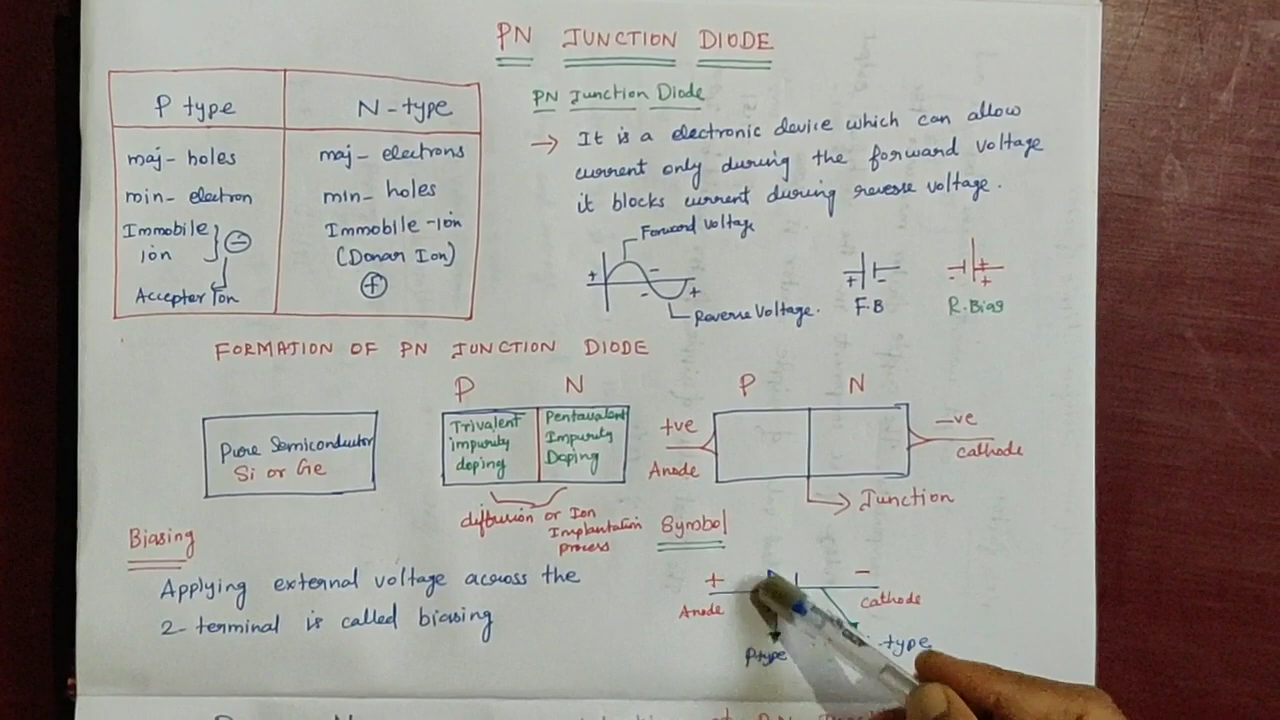 PN JUNCTION DIODE
P type
N-type
maj- holes
maj- electrons
min- electron
min- holes
Immobile ion } ⊖
Immobile -ion
(Donar Ion)
⊕
Acceptor Ion
PN Junction Diode
→ It is a electronic device which can allow
current only during the forward voltage
it blocks current during reverse voltage.
Forward voltage
+ -
- +
Reverse Voltage.
+ -
F.B
- +
+
R.Bias
FORMATION OF PN JUNCTION DIODE
Pure Semiconductor
Si or Ge
P N
Trivalent
impurity
doping
Pentavalent
Impurity
Doping
diffusion or Ion
Implantation
process
P N
+ve
Anode
-ve
cathode
Junction
Biasing
Applying external voltage across the
2-terminal is called biasing
Symbol
+ -
Anode
cathode
P-type
-type